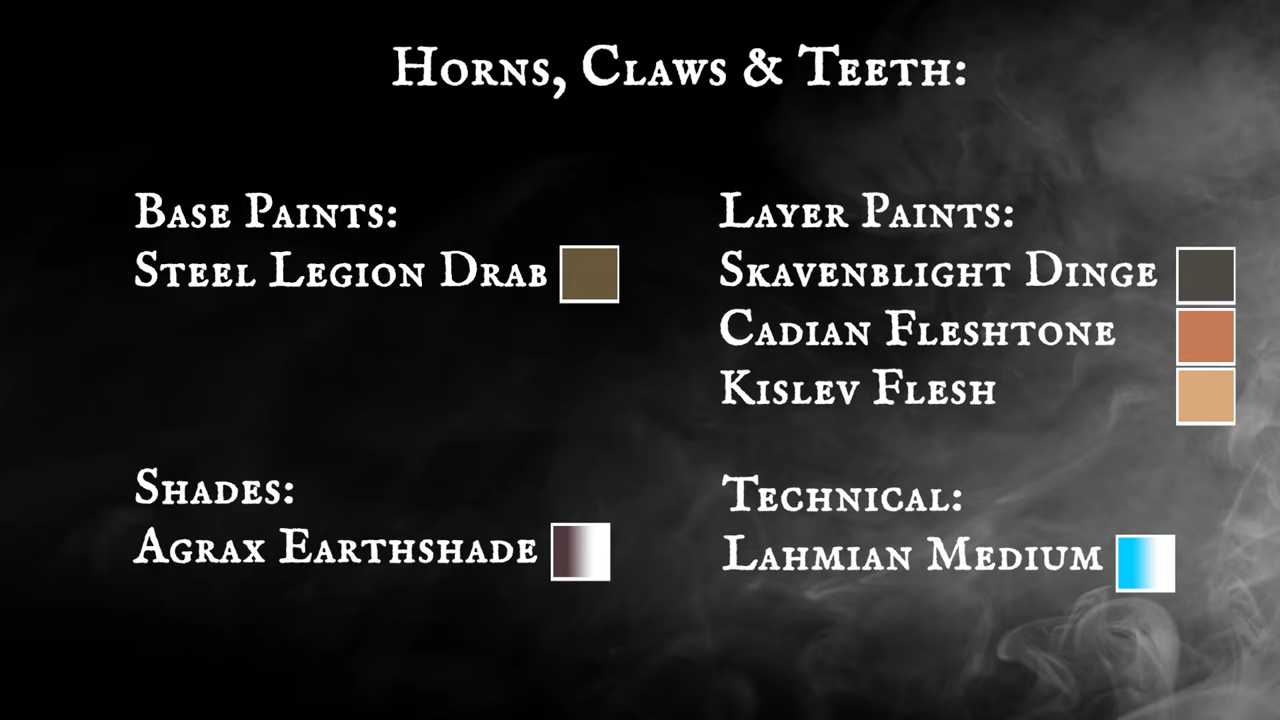 Horns, Claws & Teeth:
Base Paints:
Steel Legion Drab
Layer Paints:
Skavenblight Dinge
Cadian Fleshtone
Kislev Flesh
Shades:
Agrax Earthshade
Technical:
Lahmian Medium